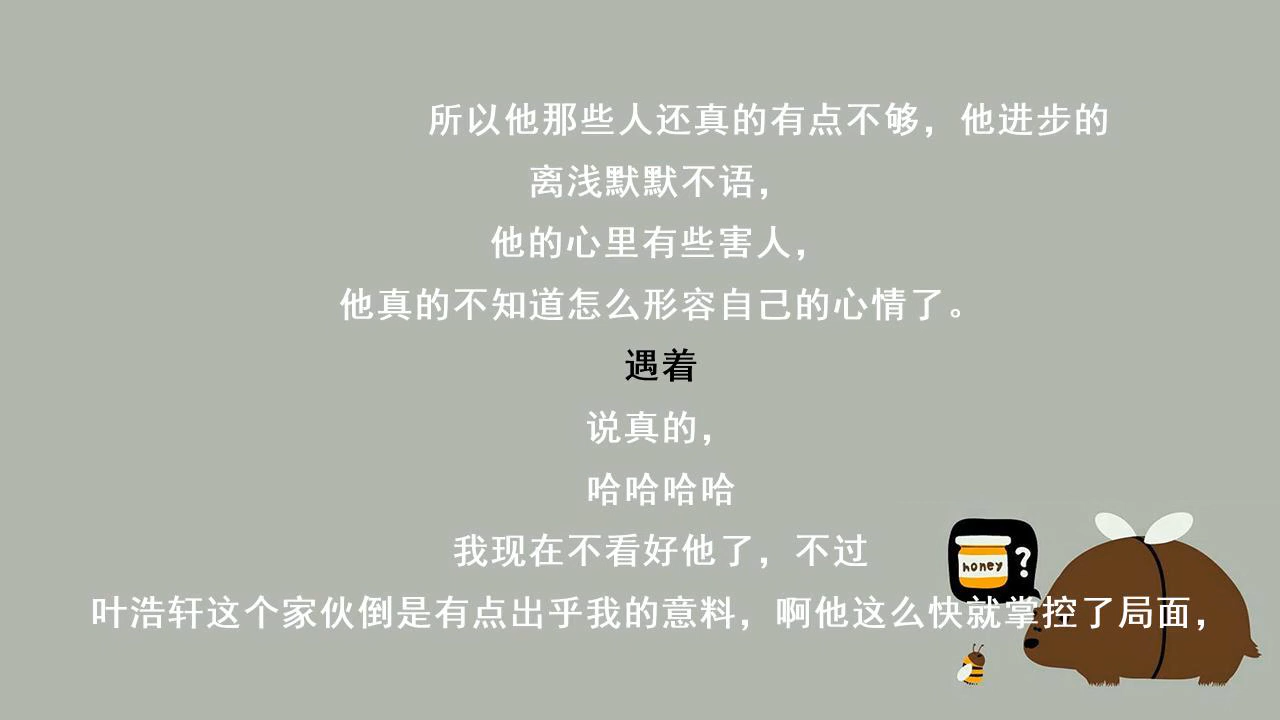 所以他那些人还真的有点不够，他进步的
离浅默默不语，
他的心里有些害人，
他真的不知道怎么形容自己的心情了。
遇着
说真的，
哈哈哈哈
我现在不看好他了，不过
honey ?
叶浩轩这个家伙倒是有点出乎我的意料，啊他这么快就掌控了局面，